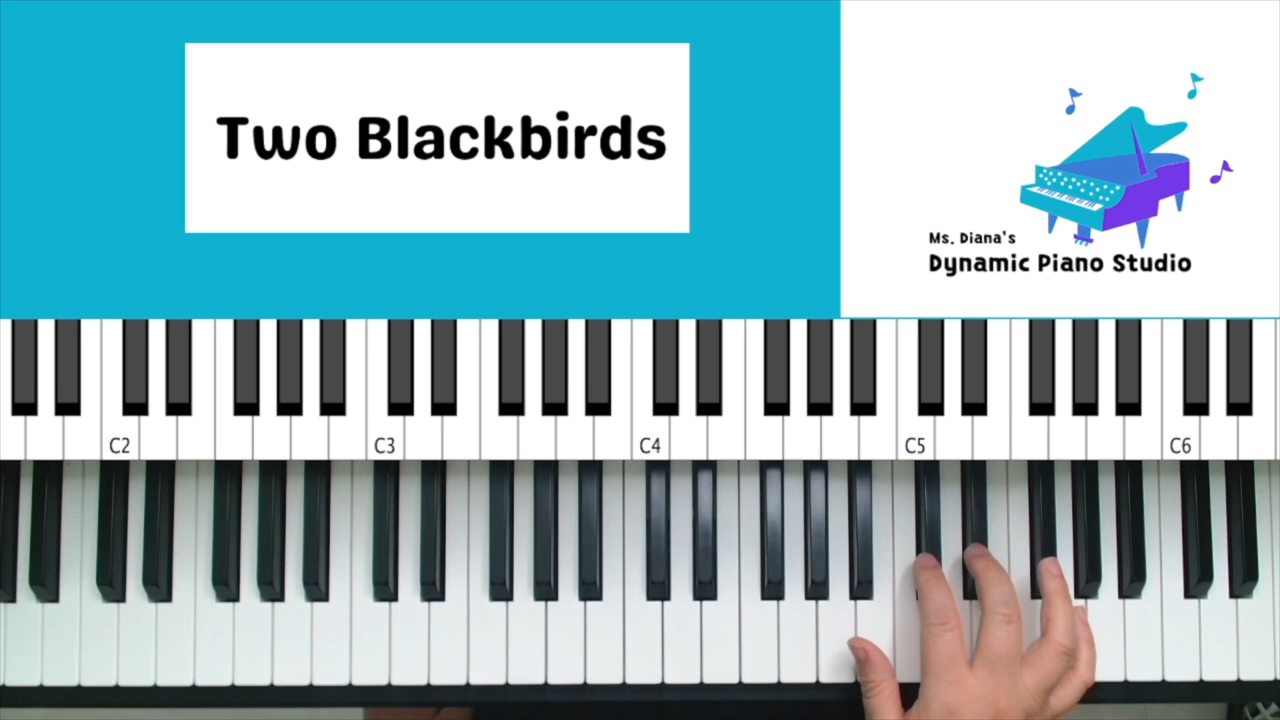 Two Blackbirds
Ms. Diana's
Dynamic Piano Studio
C2
C3
C4
C5
C6